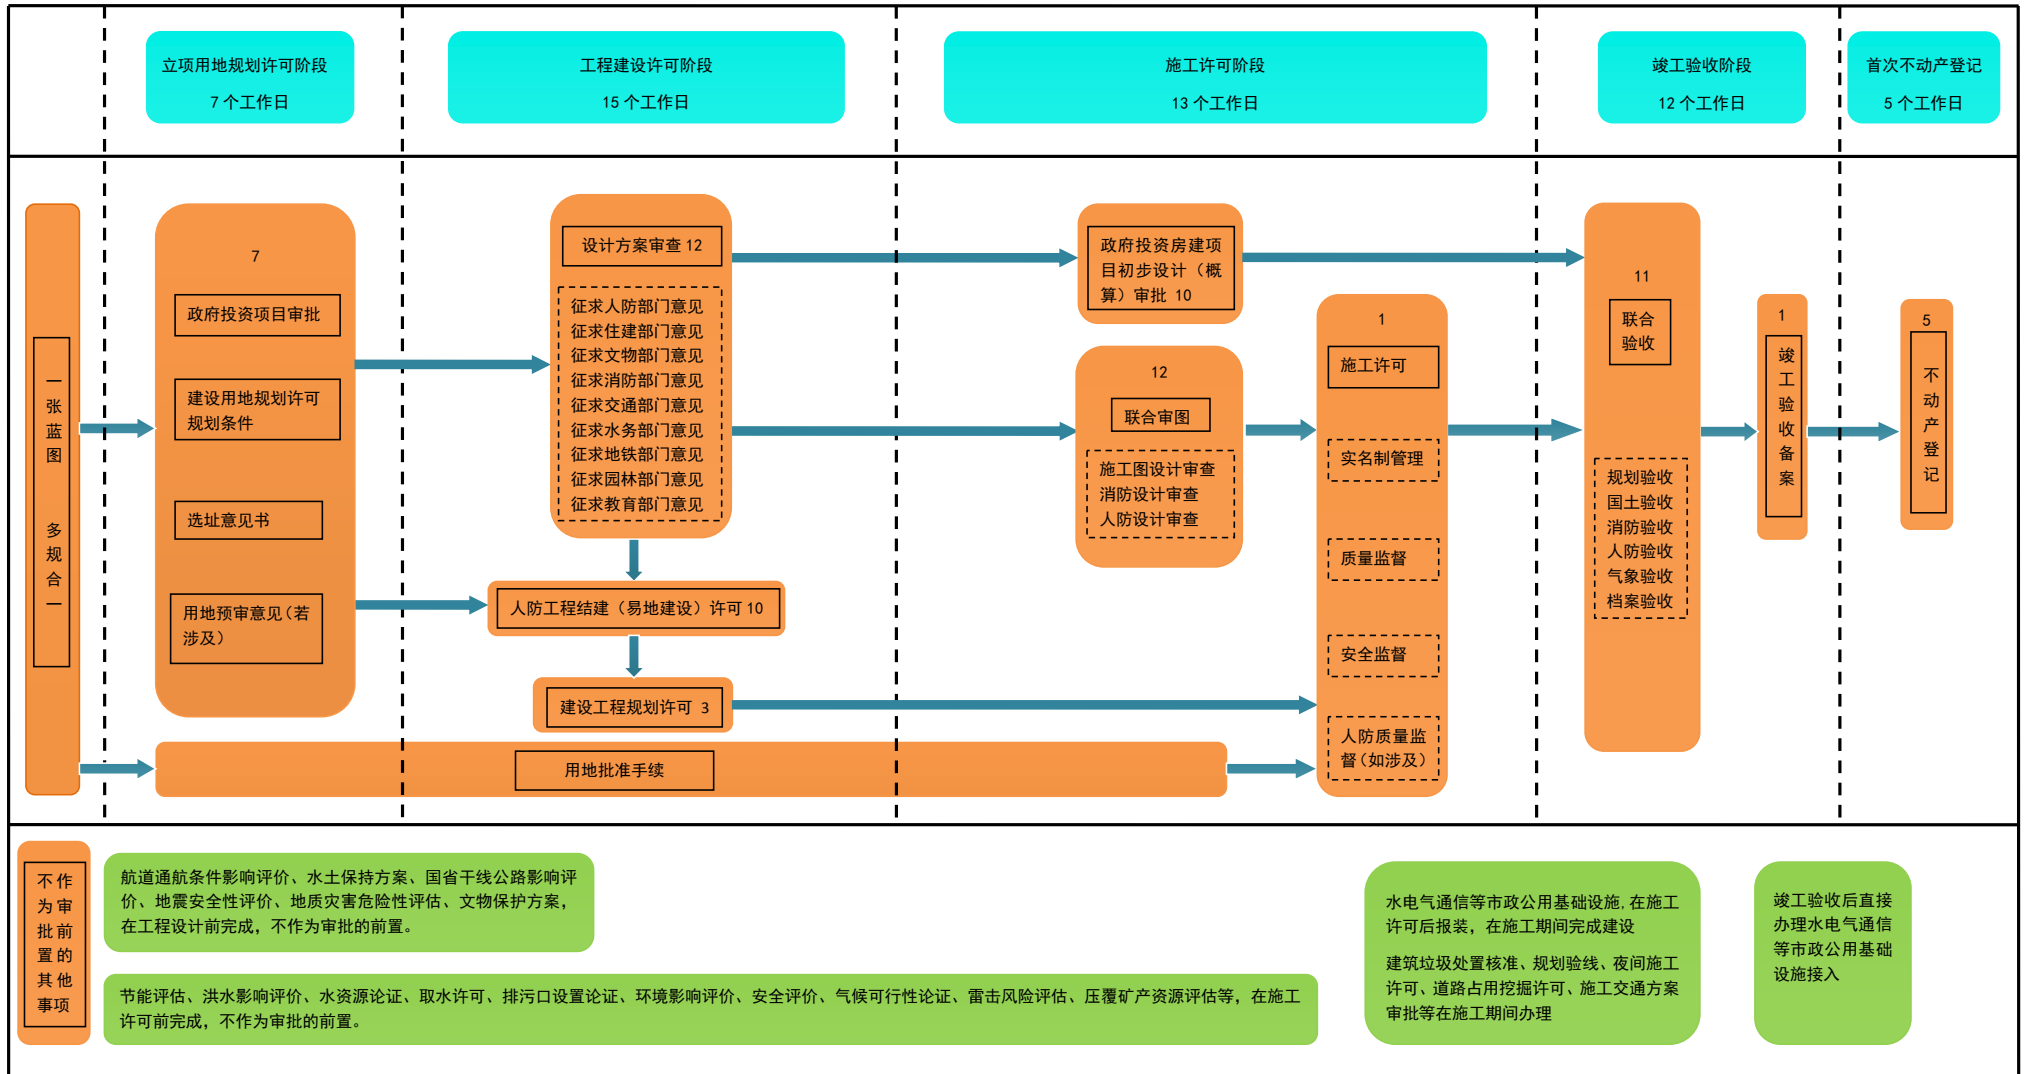 立项用地规划许可阶段
7 个工作日
工程建设许可阶段
15 个工作日
施工许可阶段
13 个工作日
竣工验收阶段
12 个工作日
首次不动产登记
5 个工作日
一张蓝图 多规合一
7
政府投资项目审批
建设用地规划许可
规划条件
选址意见书
用地预审意见（若
涉及）
设计方案审查 12
征求人防部门意见
征求住建部门意见
征求文物部门意见
征求消防部门意见
征求交通部门意见
征求水务部门意见
征求地铁部门意见
征求园林部门意见
征求教育部门意见
人防工程结建（易地建设）许可 10
建设工程规划许可 3
用地批准手续
政府投资房建项
目初步设计（概
算）审批 10
12
联合审图
施工图设计审查
消防设计审查
人防设计审查
1
施工许可
实名制管理
质量监督
安全监督
人防质量监
督（如涉及）
11
联合
验收
规划验收
国土验收
消防验收
人防验收
气象验收
档案验收
1
竣工验收备案
5
不动产登记
不作
为审
批前
置的
其他
事项
航道通航条件影响评价、水土保持方案、国省干线公路影响评
价、地震安全性评价、地质灾害危险性评估、文物保护方案，
在工程设计前完成，不作为审批的前置。
节能评估、洪水影响评价、水资源论证、取水许可、排污口设置论证、环境影响评价、安全评价、气候可行性论证、雷击风险评估、压覆矿产资源评估等，在施工
许可前完成，不作为审批的前置。
水电气通信等市政公用基础设施,在施工
许可后报装，在施工期间完成建设
建筑垃圾处置核准、规划验线、夜间施工
许可、道路占用挖掘许可、施工交通方案
审批等在施工期间办理
竣工验收后直接
办理水电气通信
等市政公用基础
设施接入